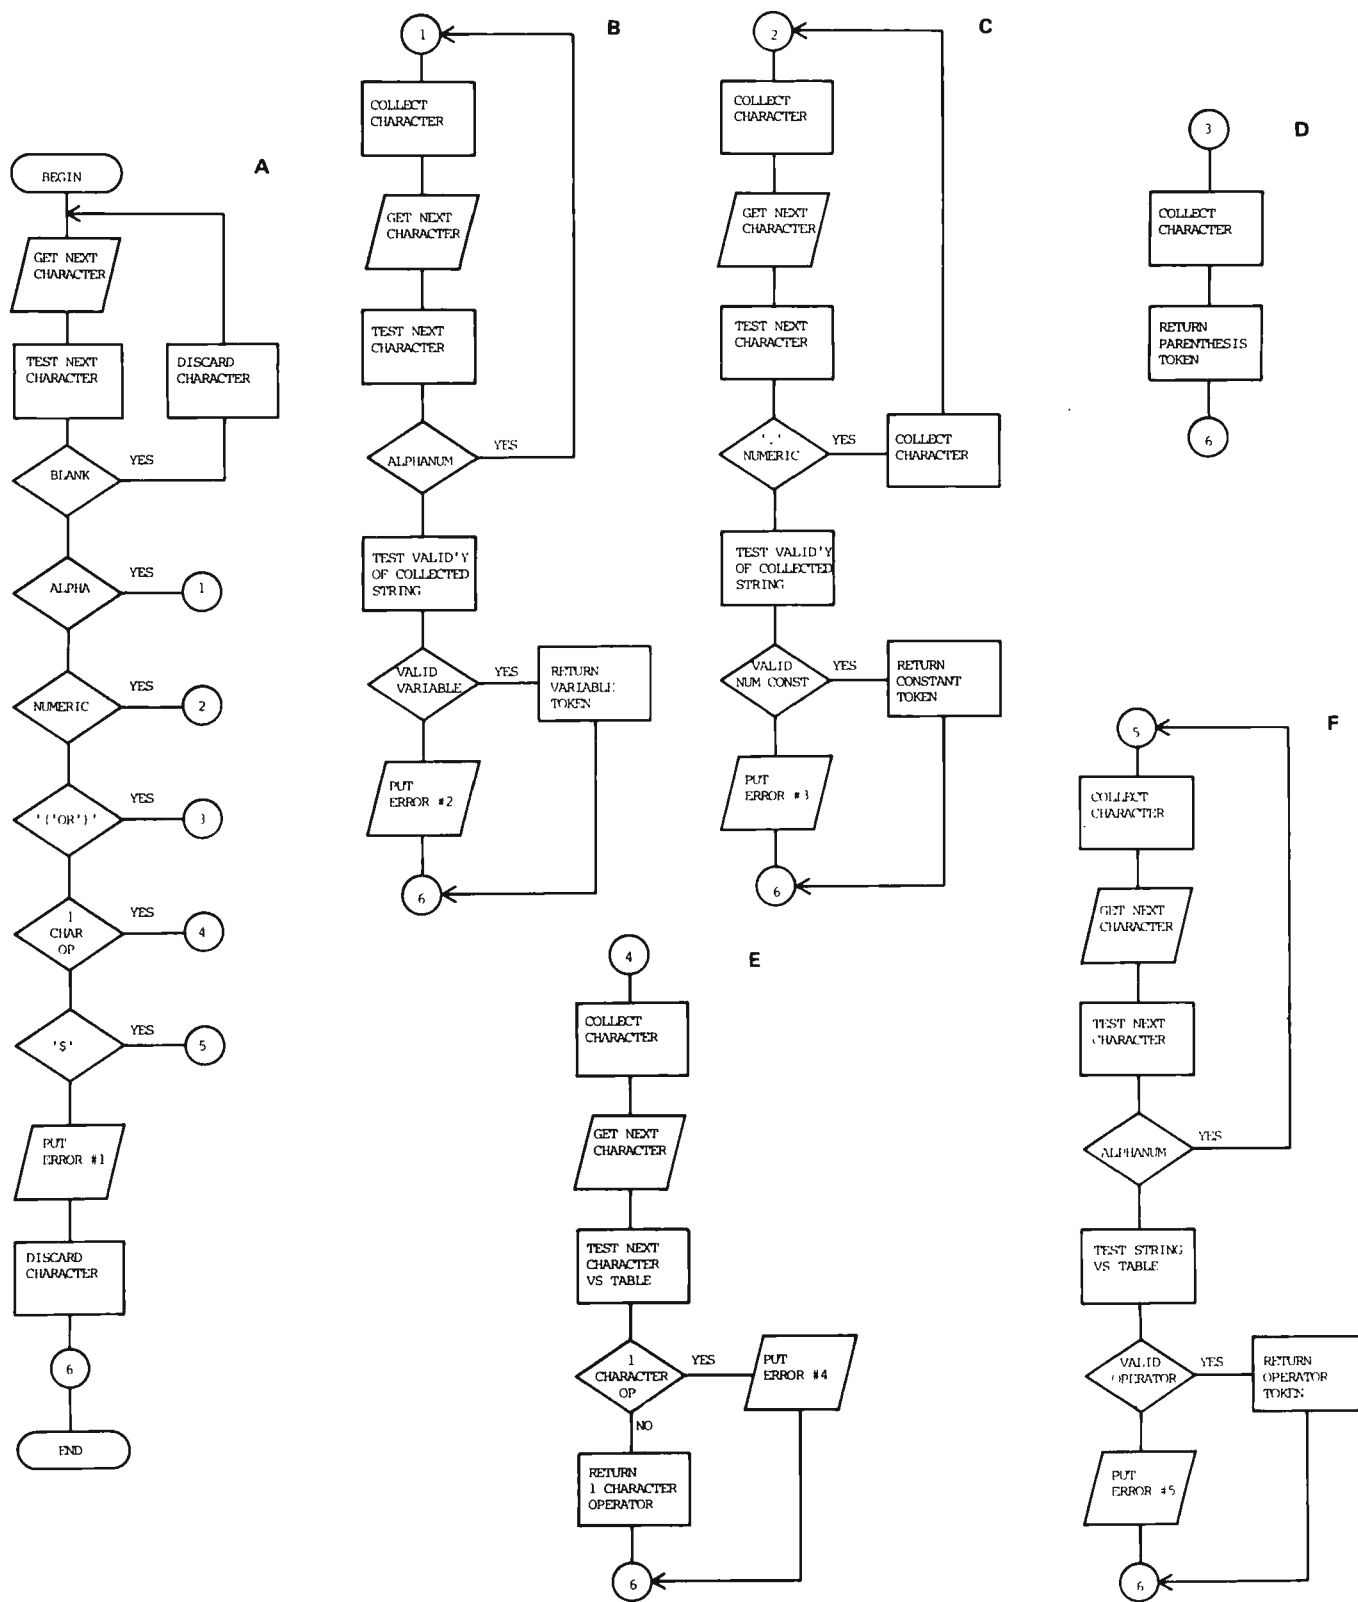 A
BEGIN
GET NEXT
CHARACTER
TEST NEXT
CHARACTER
DISCARD
CHARACTER
BLANK
YES
ALPHA
YES
1
NUMERIC
YES
2
'('OR')'
YES
3
1
CHAR
OP
YES
4
'$'
YES
5
PUT
ERROR #1
DISCARD
CHARACTER
6
END
B
1
COLLECT
CHARACTER
GET NEXT
CHARACTER
TEST NEXT
CHARACTER
ALPHANUM
YES
TEST VALID'Y
OF COLLECTED
STRING
VALID
VARIABLE
YES
RETURN
VARIABLE
TOKEN
PUT
ERROR #2
6
C
2
COLLECT
CHARACTER
GET NEXT
CHARACTER
TEST NEXT
CHARACTER
'.'
NUMERIC
YES
COLLECT
CHARACTER
TEST VALID'Y
OF COLLECTED
STRING
VALID
NUM CONST
YES
RETURN
CONSTANT
TOKEN
PUT
ERROR #3
6
D
3
COLLECT
CHARACTER
RETURN
PARENTHESIS
TOKEN
6
E
4
COLLECT
CHARACTER
GET NEXT
CHARACTER
TEST NEXT
CHARACTER
VS TABLE
1
CHARACTER
OP
YES
PUT
ERROR #4
NO
RETURN
1 CHARACTER
OPERATOR
6
F
5
COLLECT
CHARACTER
GET NEXT
CHARACTER
TEST NEXT
CHARACTER
ALPHANUM
YES
TEST STRING
VS TABLE
VALID
OPERATOR
YES
RETURN
OPERATOR
TOKEN
PUT
ERROR #5
6